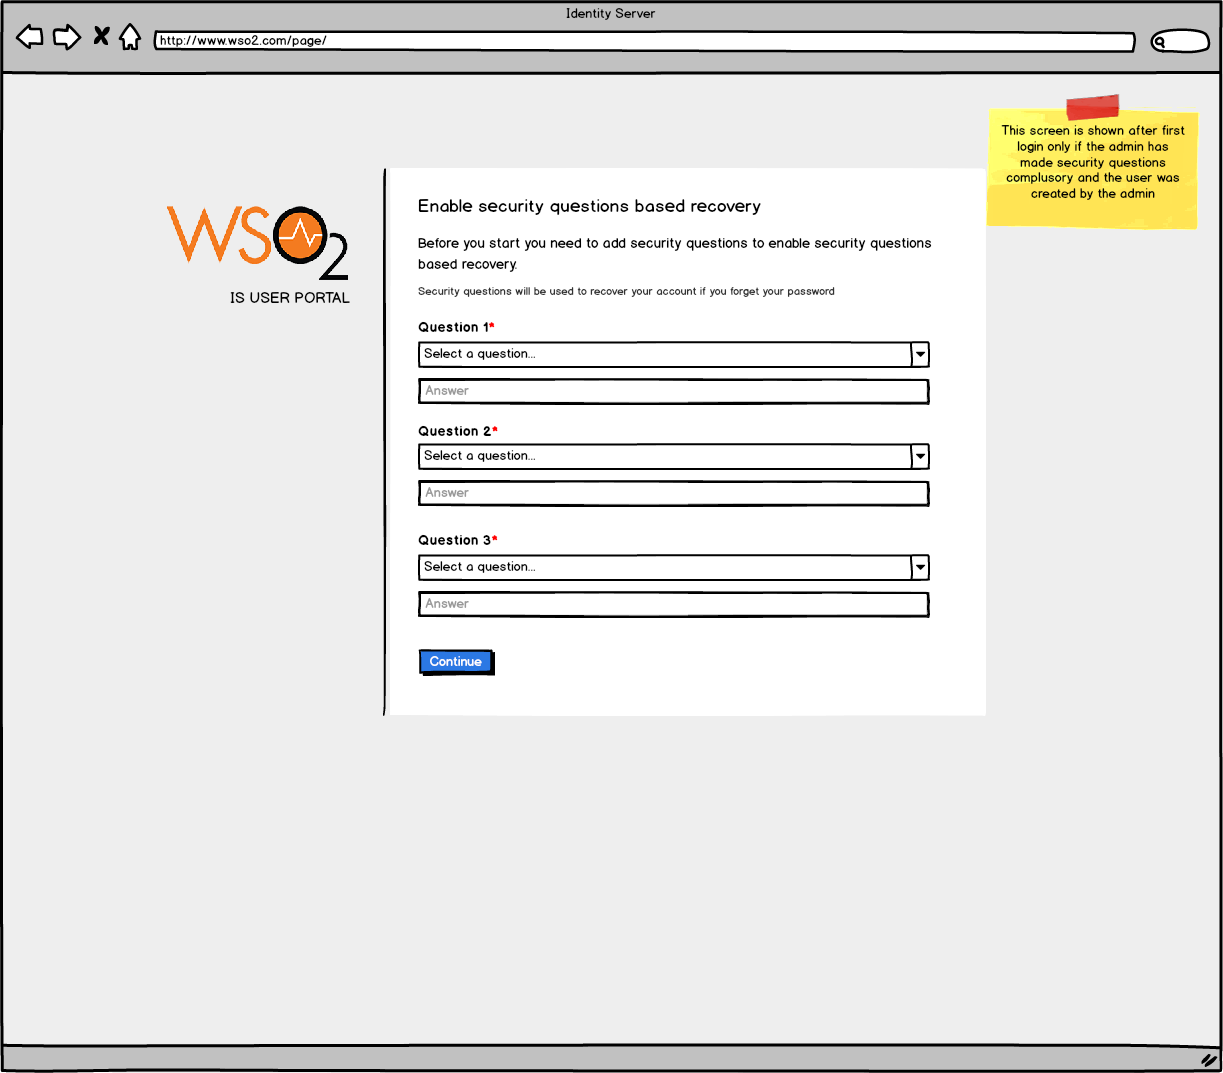 Identity Server
http://www.wso2.com/page/
This screen is shown after first
login only if the admin has
made security questions
complusory and the user was
created by the admin
WSO2
IS USER PORTAL
Enable security questions based recovery
Before you start you need to add security questions to enable security questions
based recovery.
Security questions will be used to recover your account if you forget your password
Question 1*
Select a question...
Answer
Question 2*
Select a question...
Answer
Question 3*
Select a question...
Answer
Continue